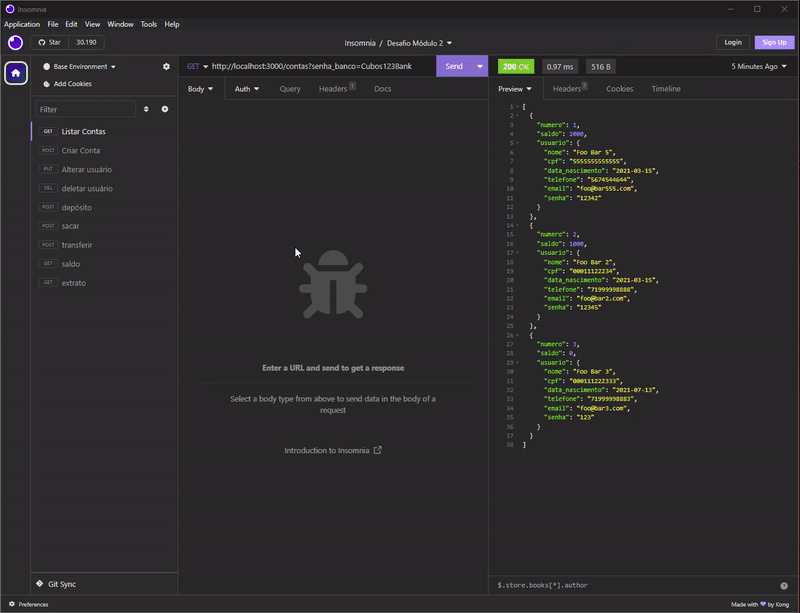 Insomnia
Application File Edit View Window Tools Help
Star 30.190
Insomnia / Desafio Módulo 2
Login Sign Up
Base Environment
Add Cookies
Filter
GET Listar Contas
POST Criar Conta
PUT Alterar usuário
DEL deletar usuário
POST depósito
POST sacar
POST transferir
GET saldo
GET extrato
Git Sync
GET http://localhost:3000/contas?senha_banco=Cubos123Bank Send
Body Auth Query Headers 1 Docs
Enter a URL and send to get a response
Select a body type from above to send data in the body of a
request
Introduction to Insomnia
200 OK 0.97 ms 516 B 5 Minutes Ago
Preview Headers 7 Cookies Timeline
1 [
2 {
3 "numero": 1,
4 "saldo": 2000,
5 "usuario": {
6 "nome": "Foo Bar 5",
7 "cpf": "5555555555555",
8 "data_nascimento": "2021-03-15",
9 "telefone": "5674544644",
10 "email": "foo@bar555.com",
11 "senha": "12342"
12 }
13 },
14 {
15 "numero": 2,
16 "saldo": 1000,
17 "usuario": {
18 "nome": "Foo Bar 2",
19 "cpf": "00011122234",
20 "data_nascimento": "2021-03-15",
21 "telefone": "71999998888",
22 "email": "foo@bar2.com",
23 "senha": "12345"
24 }
25 },
26 {
27 "numero": 3,
28 "saldo": 0,
29 "usuario": {
30 "nome": "Foo Bar 3",
31 "cpf": "000111222333",
32 "data_nascimento": "2021-07-13",
33 "telefone": "71999998883",
34 "email": "foo@bar3.com",
35 "senha": "123"
36 }
37 }
38 ]
$.store.books[*].author
Preferences
Made with 💜 by Kong